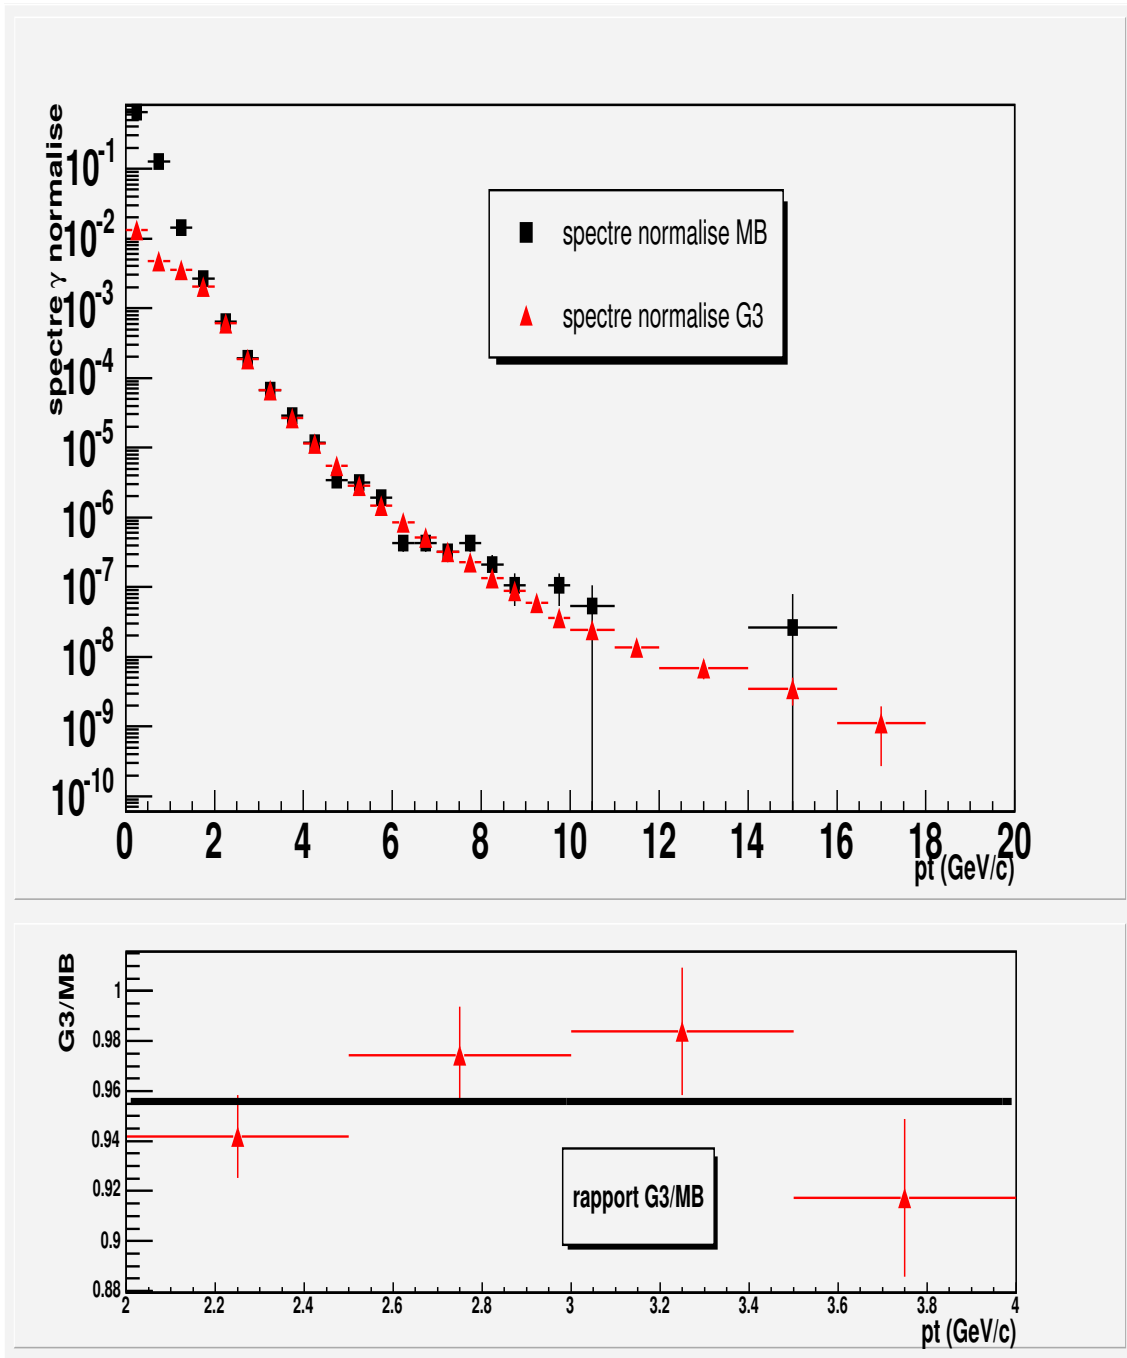 spectre γ normalise
10^-1
10^-2
10^-3
10^-4
10^-5
10^-6
10^-7
10^-8
10^-9
10^-10
spectre normalise MB
spectre normalise G3
0 2 4 6 8 10 12 14 16 18 20
pt (GeV/c)
G3/MB
1
0.98
0.96
0.94
0.92
0.9
0.88
rapport G3/MB
2 2.2 2.4 2.6 2.8 3 3.2 3.4 3.6 3.8 4
pt (GeV/c)